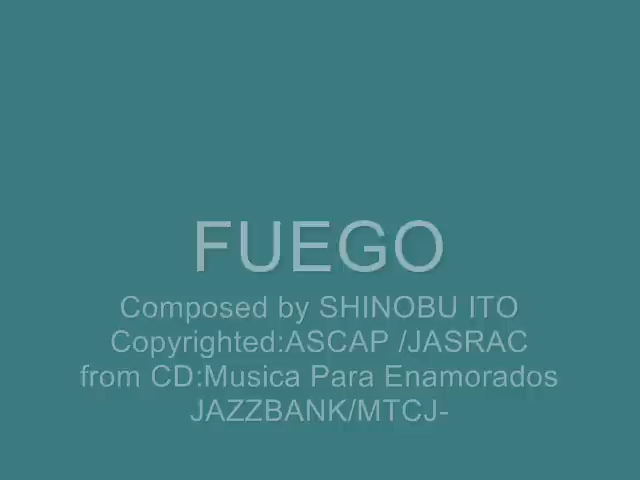 FUEGO
Composed by SHINOBU ITO
Copyrighted:ASCAP /JASRAC
from CD:Musica Para Enamorados
JAZZBANK/MTCJ-